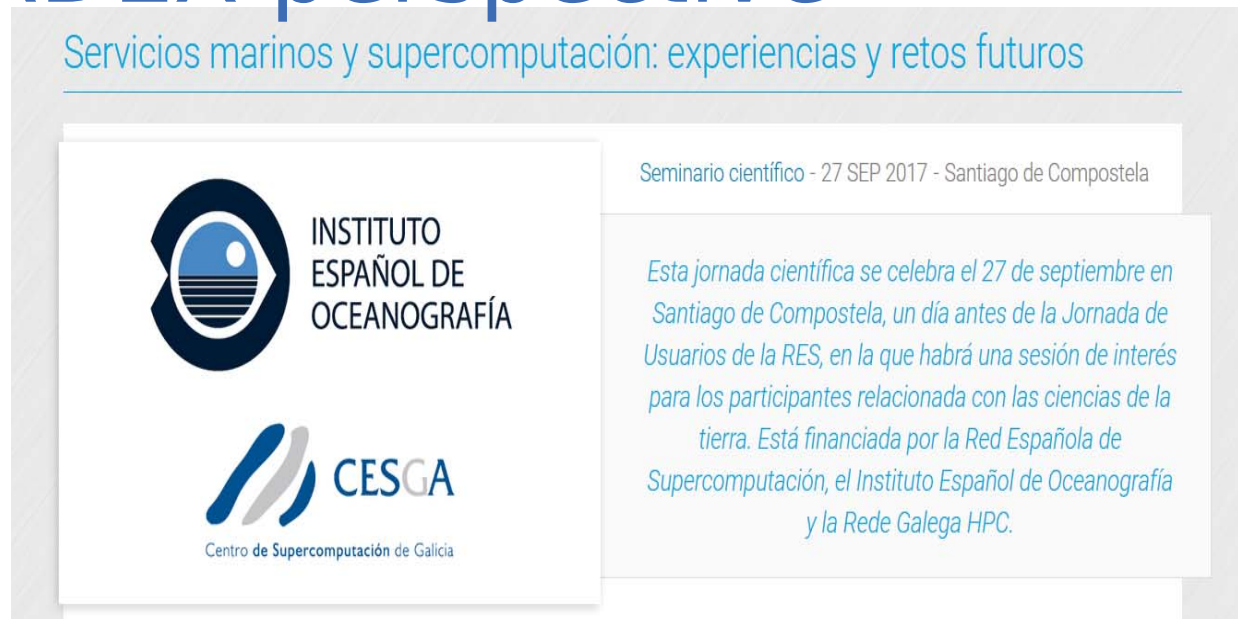 perspective
Servicios marinos y supercomputación: experiencias y retos futuros
Seminario científico - 27 SEP 2017 - Santiago de Compostela
INSTITUTO
ESPAÑOL DE
OCEANOGRAFÍA
CESGA
Centro de Supercomputación de Galicia
Esta jornada científica se celebra el 27 de septiembre en
Santiago de Compostela, un día antes de la Jornada de
Usuarios de la RES, en la que habrá una sesión de interés
para los participantes relacionada con las ciencias de la
tierra. Está financiada por la Red Española de
Supercomputación, el Instituto Español de Oceanografía
y la Rede Galega HPC.